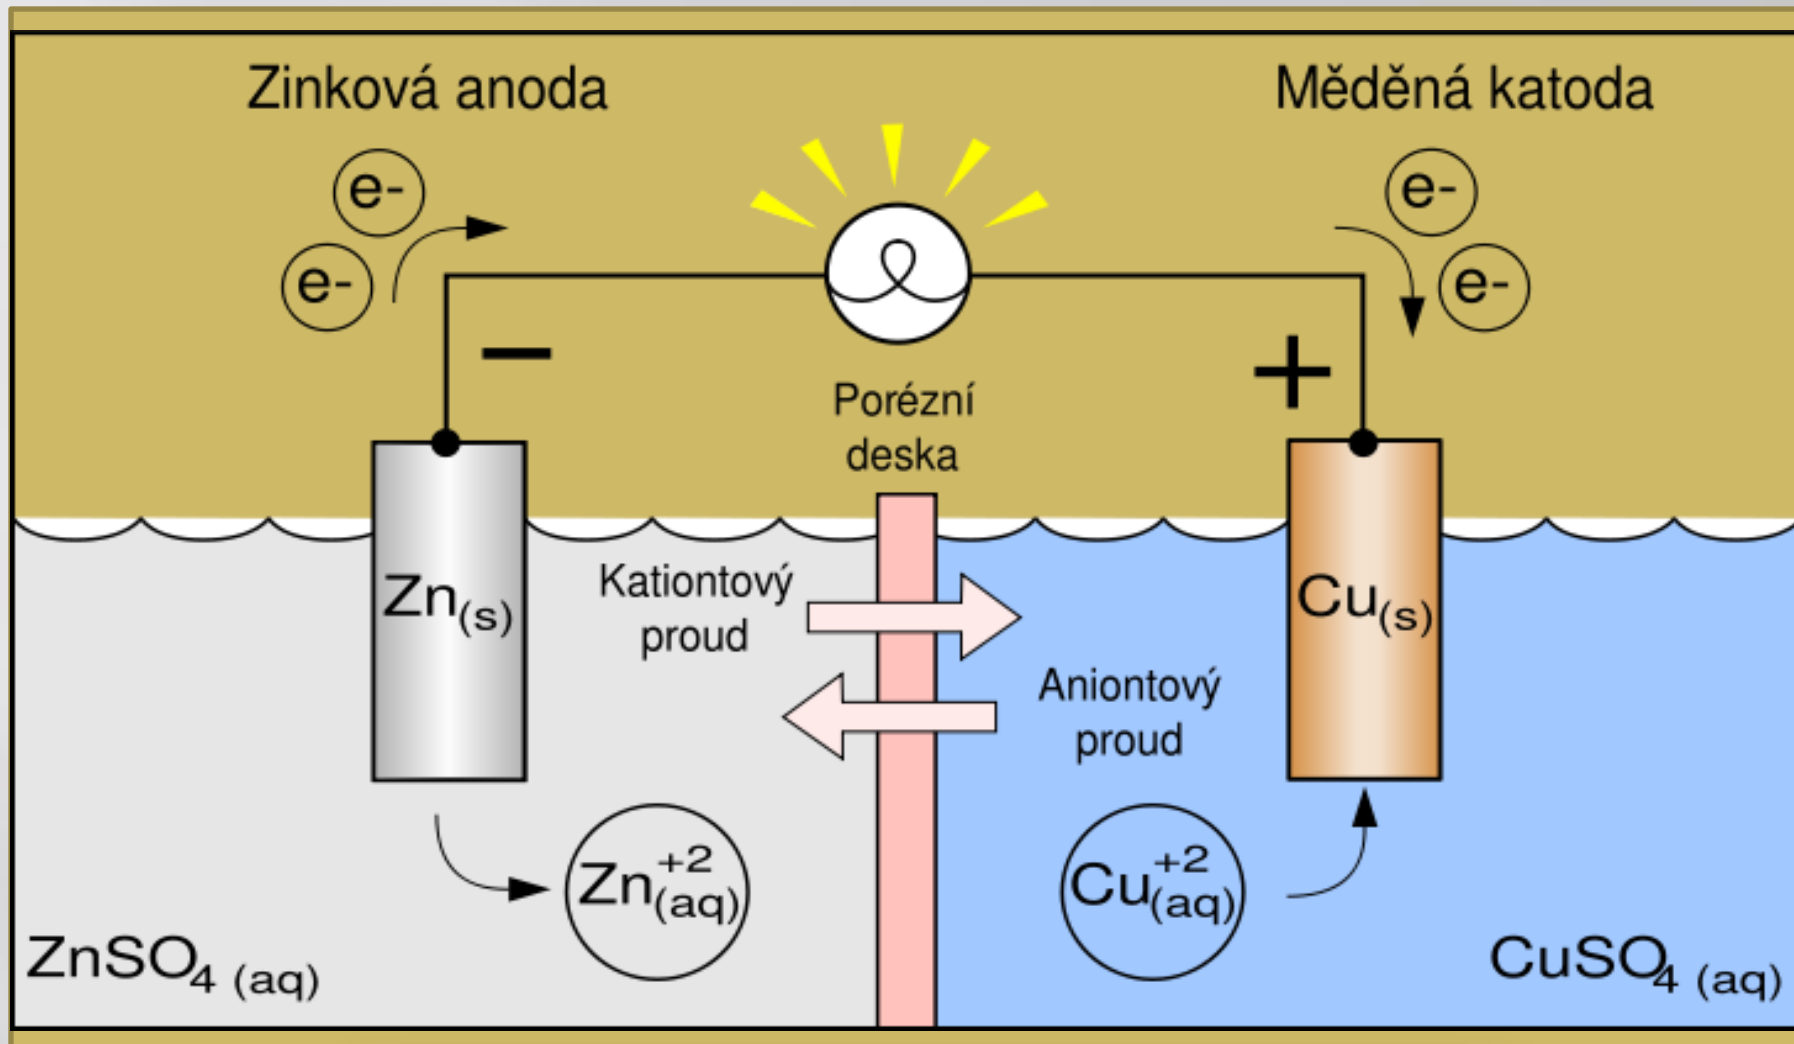 Zinková anoda
Měděná katoda
e-
e-
e-
e-
−
+
Porézní
deska
Zn(s)
Kationtový
proud
Cu(s)
Aniontový
proud
Zn+2(aq)
Cu+2(aq)
ZnSO4 (aq)
CuSO4 (aq)